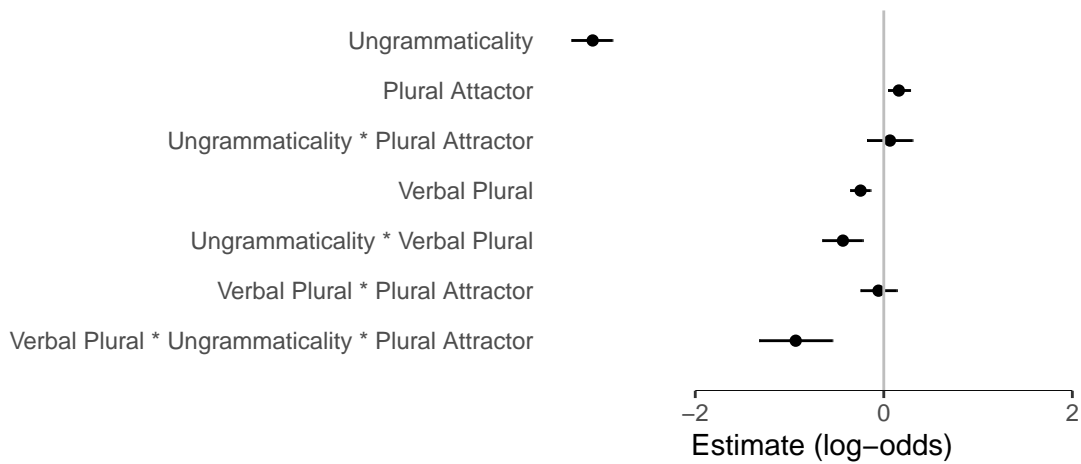 Ungrammaticality
Plural Attactor
Ungrammaticality * Plural Attractor
Verbal Plural
Ungrammaticality * Verbal Plural
Verbal Plural * Plural Attractor
Verbal Plural * Ungrammaticality * Plural Attractor
−2 0 2
Estimate (log−odds)